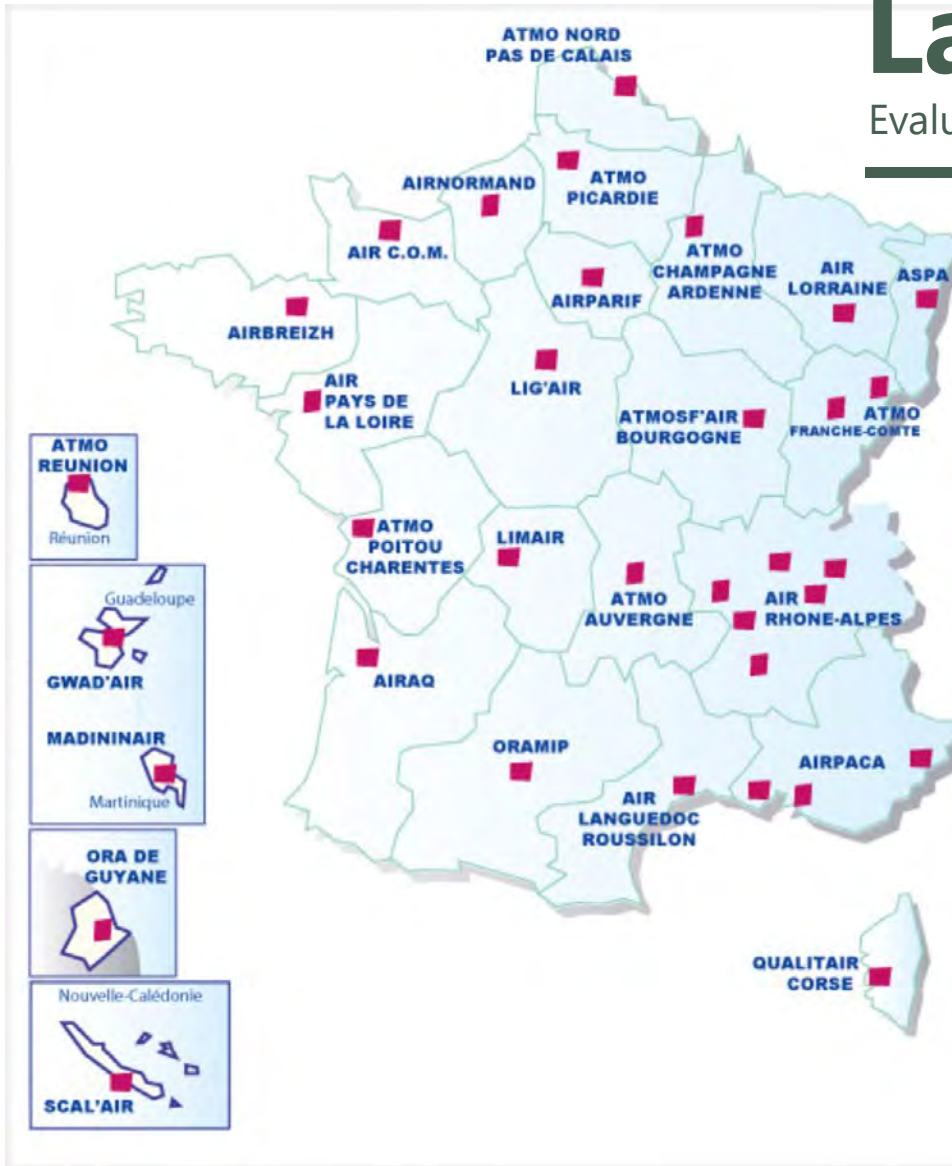 La
Evalu
ATMO NORD
PAS DE CALAIS
AIRNORMAND
ATMO
PICARDIE
AIR C.O.M.
ATMO
CHAMPAGNE
ARDENNE
AIR
LORRAINE
ASPA
AIRPARIF
AIRBREIZH
LIG'AIR
AIR
PAYS DE
LA LOIRE
ATMOSF'AIR
BOURGOGNE
ATMO
FRANCHE-COMTE
ATMO
REUNION
Réunion
ATMO
POITOU
CHARENTES
LIMAIR
ATMO
AUVERGNE
AIR
RHONE-ALPES
Guadeloupe
GWAD'AIR
AIRAQ
MADININAIR
Martinique
ORAMIP
AIRPACA
AIR
LANGUEDOC
ROUSSILON
ORA DE
GUYANE
QUALITAIR
CORSE
Nouvelle-Calédonie
SCAL'AIR